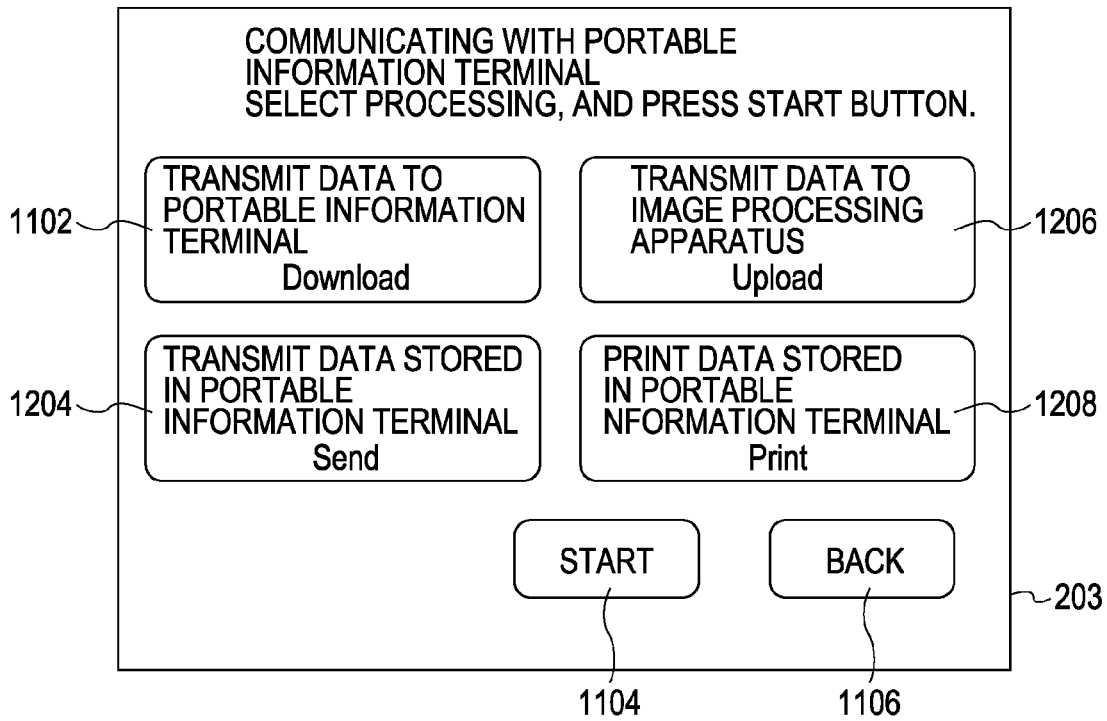 COMMUNICATING WITH PORTABLE
INFORMATION TERMINAL
SELECT PROCESSING, AND PRESS START BUTTON.
TRANSMIT DATA TO
PORTABLE INFORMATION
TERMINAL
Download
1102
TRANSMIT DATA TO
IMAGE PROCESSING
APPARATUS
Upload
1206
TRANSMIT DATA STORED
IN PORTABLE
INFORMATION TERMINAL
Send
1204
PRINT DATA STORED
IN PORTABLE
NFORMATION TERMINAL
Print
1208
START
BACK
203
1104
1106